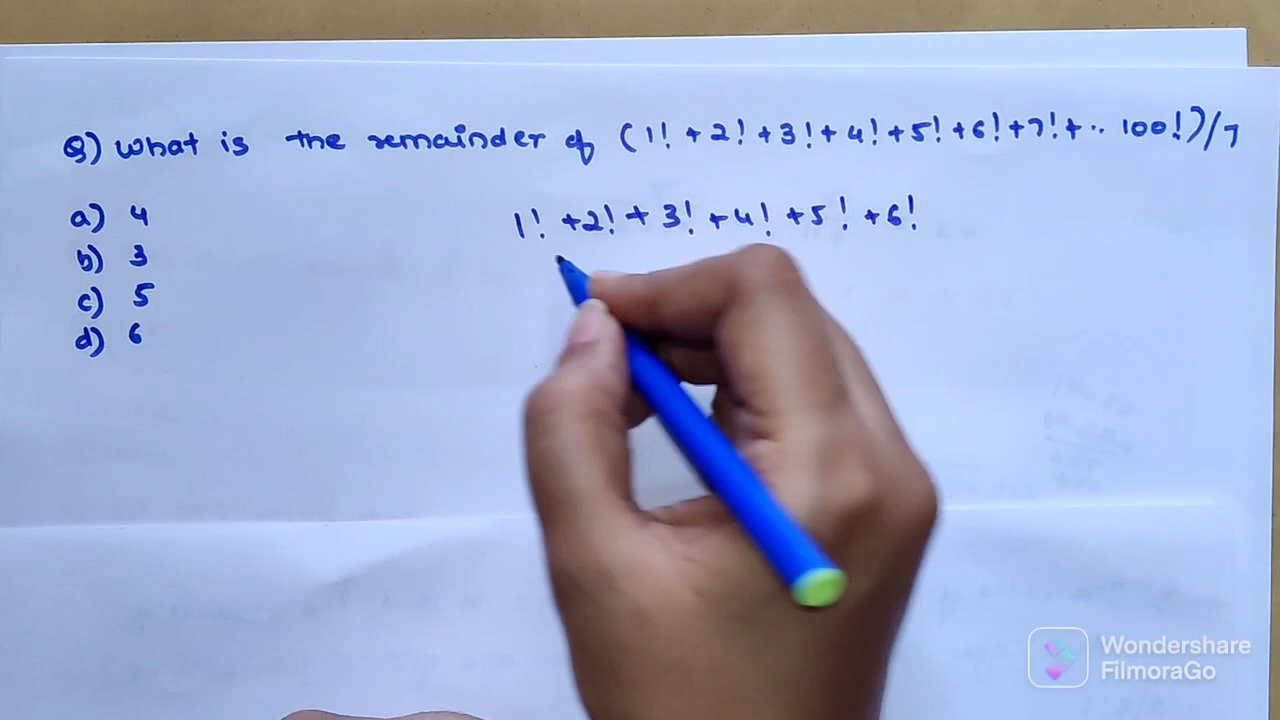 Q) What is the remainder of (1! + 2! + 3! + 4! + 5! + 6! + 7! + .. 100!)/7
a) 4
b) 3
c) 5
d) 6
1! + 2! + 3! + 4! + 5! + 6!
Wondershare
FilmoraGo